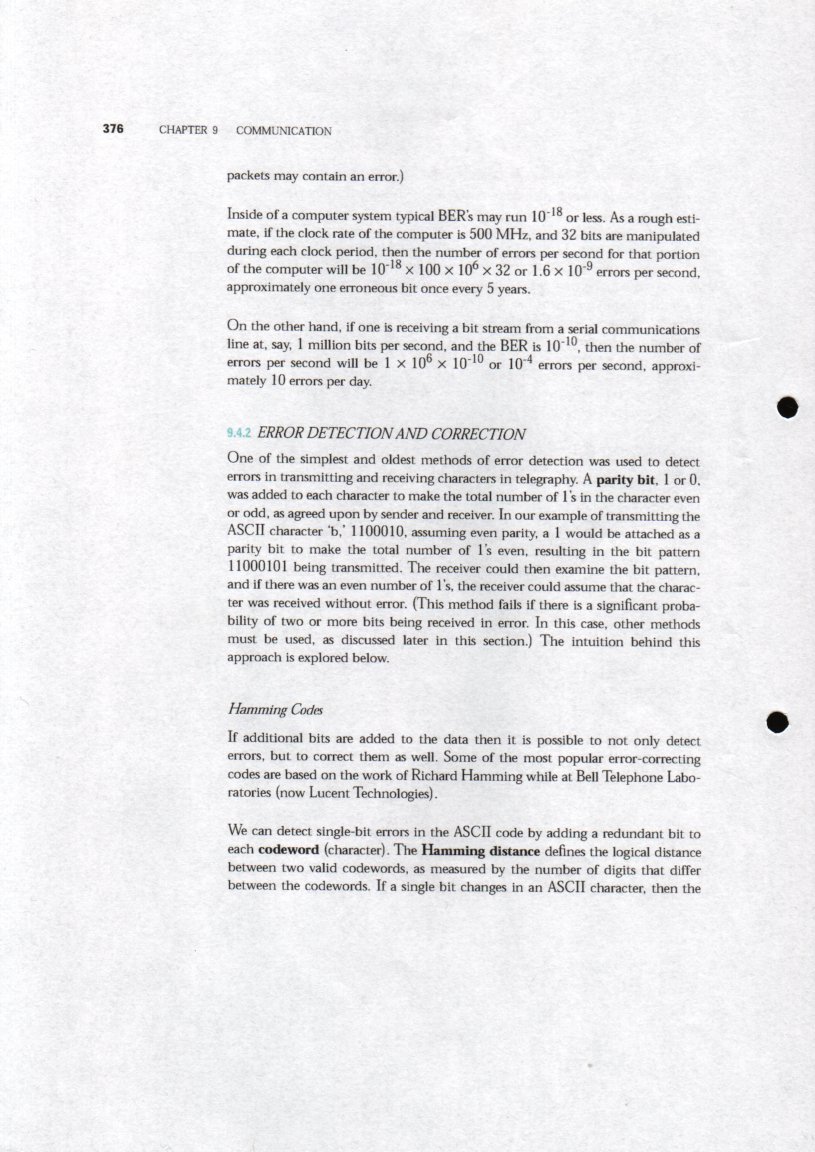 376 CHAPTER 9 COMMUNICATION
packets may contain an error.)
Inside of a computer system typical BER's may run 10⁻¹⁸ or less. As a rough esti-
mate, if the clock rate of the computer is 500 MHz, and 32 bits are manipulated
during each clock period, then the number of errors per second for that portion
of the computer will be 10⁻¹⁸ × 100 × 10⁶ × 32 or 1.6 × 10⁻⁹ errors per second,
approximately one erroneous bit once every 5 years.
On the other hand, if one is receiving a bit stream from a serial communications
line at, say, 1 million bits per second, and the BER is 10⁻¹⁰, then the number of
errors per second will be 1 × 10⁶ × 10⁻¹⁰ or 10⁻⁴ errors per second, approxi-
mately 10 errors per day.
9.4.2 ERROR DETECTION AND CORRECTION
One of the simplest and oldest methods of error detection was used to detect
errors in transmitting and receiving characters in telegraphy. A parity bit, 1 or 0,
was added to each character to make the total number of 1's in the character even
or odd, as agreed upon by sender and receiver. In our example of transmitting the
ASCII character 'b,' 1100010, assuming even parity, a 1 would be attached as a
parity bit to make the total number of 1's even, resulting in the bit pattern
11000101 being transmitted. The receiver could then examine the bit pattern,
and if there was an even number of 1's, the receiver could assume that the charac-
ter was received without error. (This method fails if there is a significant proba-
bility of two or more bits being received in error. In this case, other methods
must be used, as discussed later in this section.) The intuition behind this
approach is explored below.
Hamming Codes
If additional bits are added to the data then it is possible to not only detect
errors, but to correct them as well. Some of the most popular error-correcting
codes are based on the work of Richard Hamming while at Bell Telephone Labo-
ratories (now Lucent Technologies).
We can detect single-bit errors in the ASCII code by adding a redundant bit to
each codeword (character). The Hamming distance defines the logical distance
between two valid codewords, as measured by the number of digits that differ
between the codewords. If a single bit changes in an ASCII character, then the